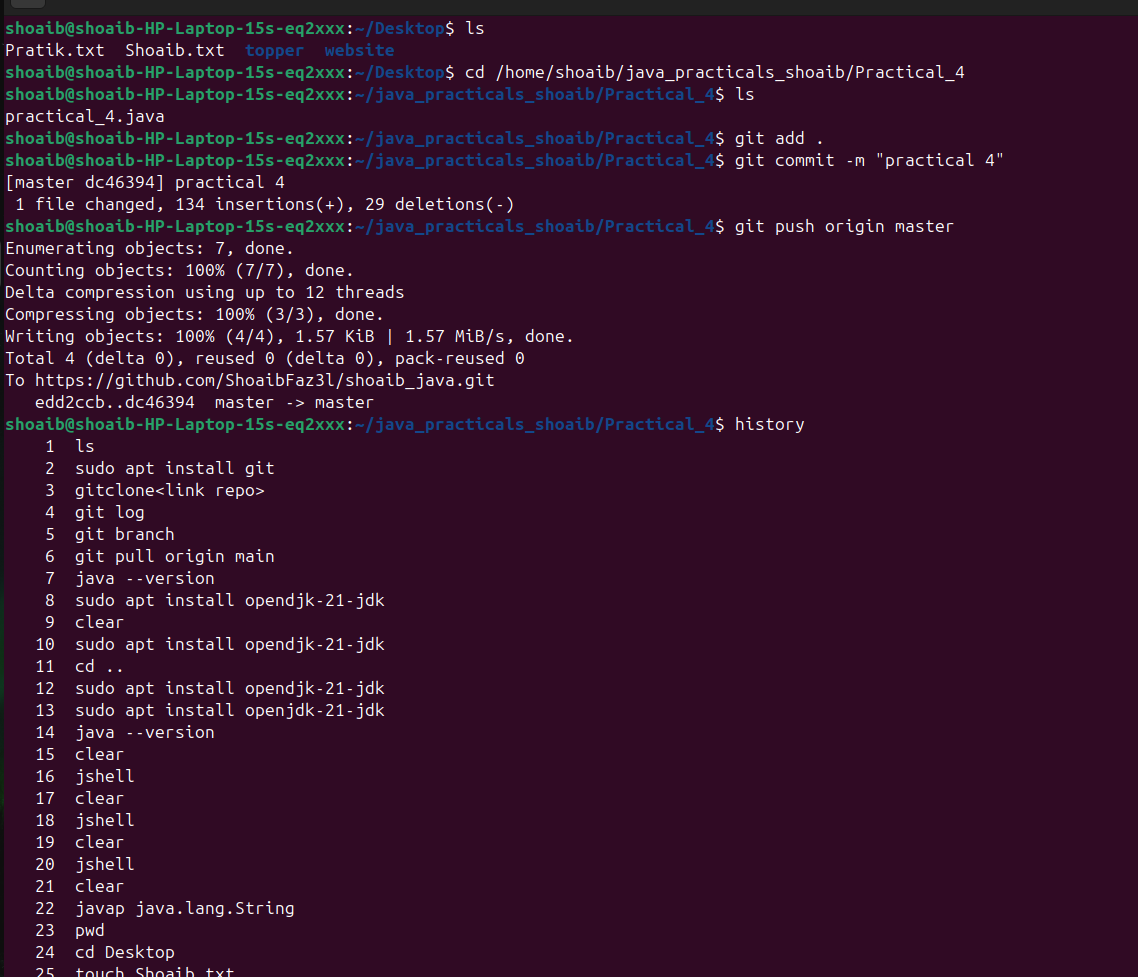 shoaib@shoaib-HP-Laptop-15s-eq2xxx:~/Desktop$ ls
Pratik.txt  Shoaib.txt  topper  website
shoaib@shoaib-HP-Laptop-15s-eq2xxx:~/Desktop$ cd /home/shoaib/java_practicals_shoaib/Practical_4
shoaib@shoaib-HP-Laptop-15s-eq2xxx:~/java_practicals_shoaib/Practical_4$ ls
practical_4.java
shoaib@shoaib-HP-Laptop-15s-eq2xxx:~/java_practicals_shoaib/Practical_4$ git add .
shoaib@shoaib-HP-Laptop-15s-eq2xxx:~/java_practicals_shoaib/Practical_4$ git commit -m "practical 4"
[master dc46394] practical 4
 1 file changed, 134 insertions(+), 29 deletions(-)
shoaib@shoaib-HP-Laptop-15s-eq2xxx:~/java_practicals_shoaib/Practical_4$ git push origin master
Enumerating objects: 7, done.
Counting objects: 100% (7/7), done.
Delta compression using up to 12 threads
Compressing objects: 100% (3/3), done.
Writing objects: 100% (4/4), 1.57 KiB | 1.57 MiB/s, done.
Total 4 (delta 0), reused 0 (delta 0), pack-reused 0
To https://github.com/ShoaibFaz3l/shoaib_java.git
   edd2ccb..dc46394  master -> master
shoaib@shoaib-HP-Laptop-15s-eq2xxx:~/java_practicals_shoaib/Practical_4$ history
    1  ls
    2  sudo apt install git
    3  gitclone<link repo>
    4  git log
    5  git branch
    6  git pull origin main
    7  java --version
    8  sudo apt install opendjk-21-jdk
    9  clear
   10  sudo apt install opendjk-21-jdk
   11  cd ..
   12  sudo apt install opendjk-21-jdk
   13  sudo apt install openjdk-21-jdk
   14  java --version
   15  clear
   16  jshell
   17  clear
   18  jshell
   19  clear
   20  jshell
   21  clear
   22  javap java.lang.String
   23  pwd
   24  cd Desktop
   25  touch Shoaib.txt